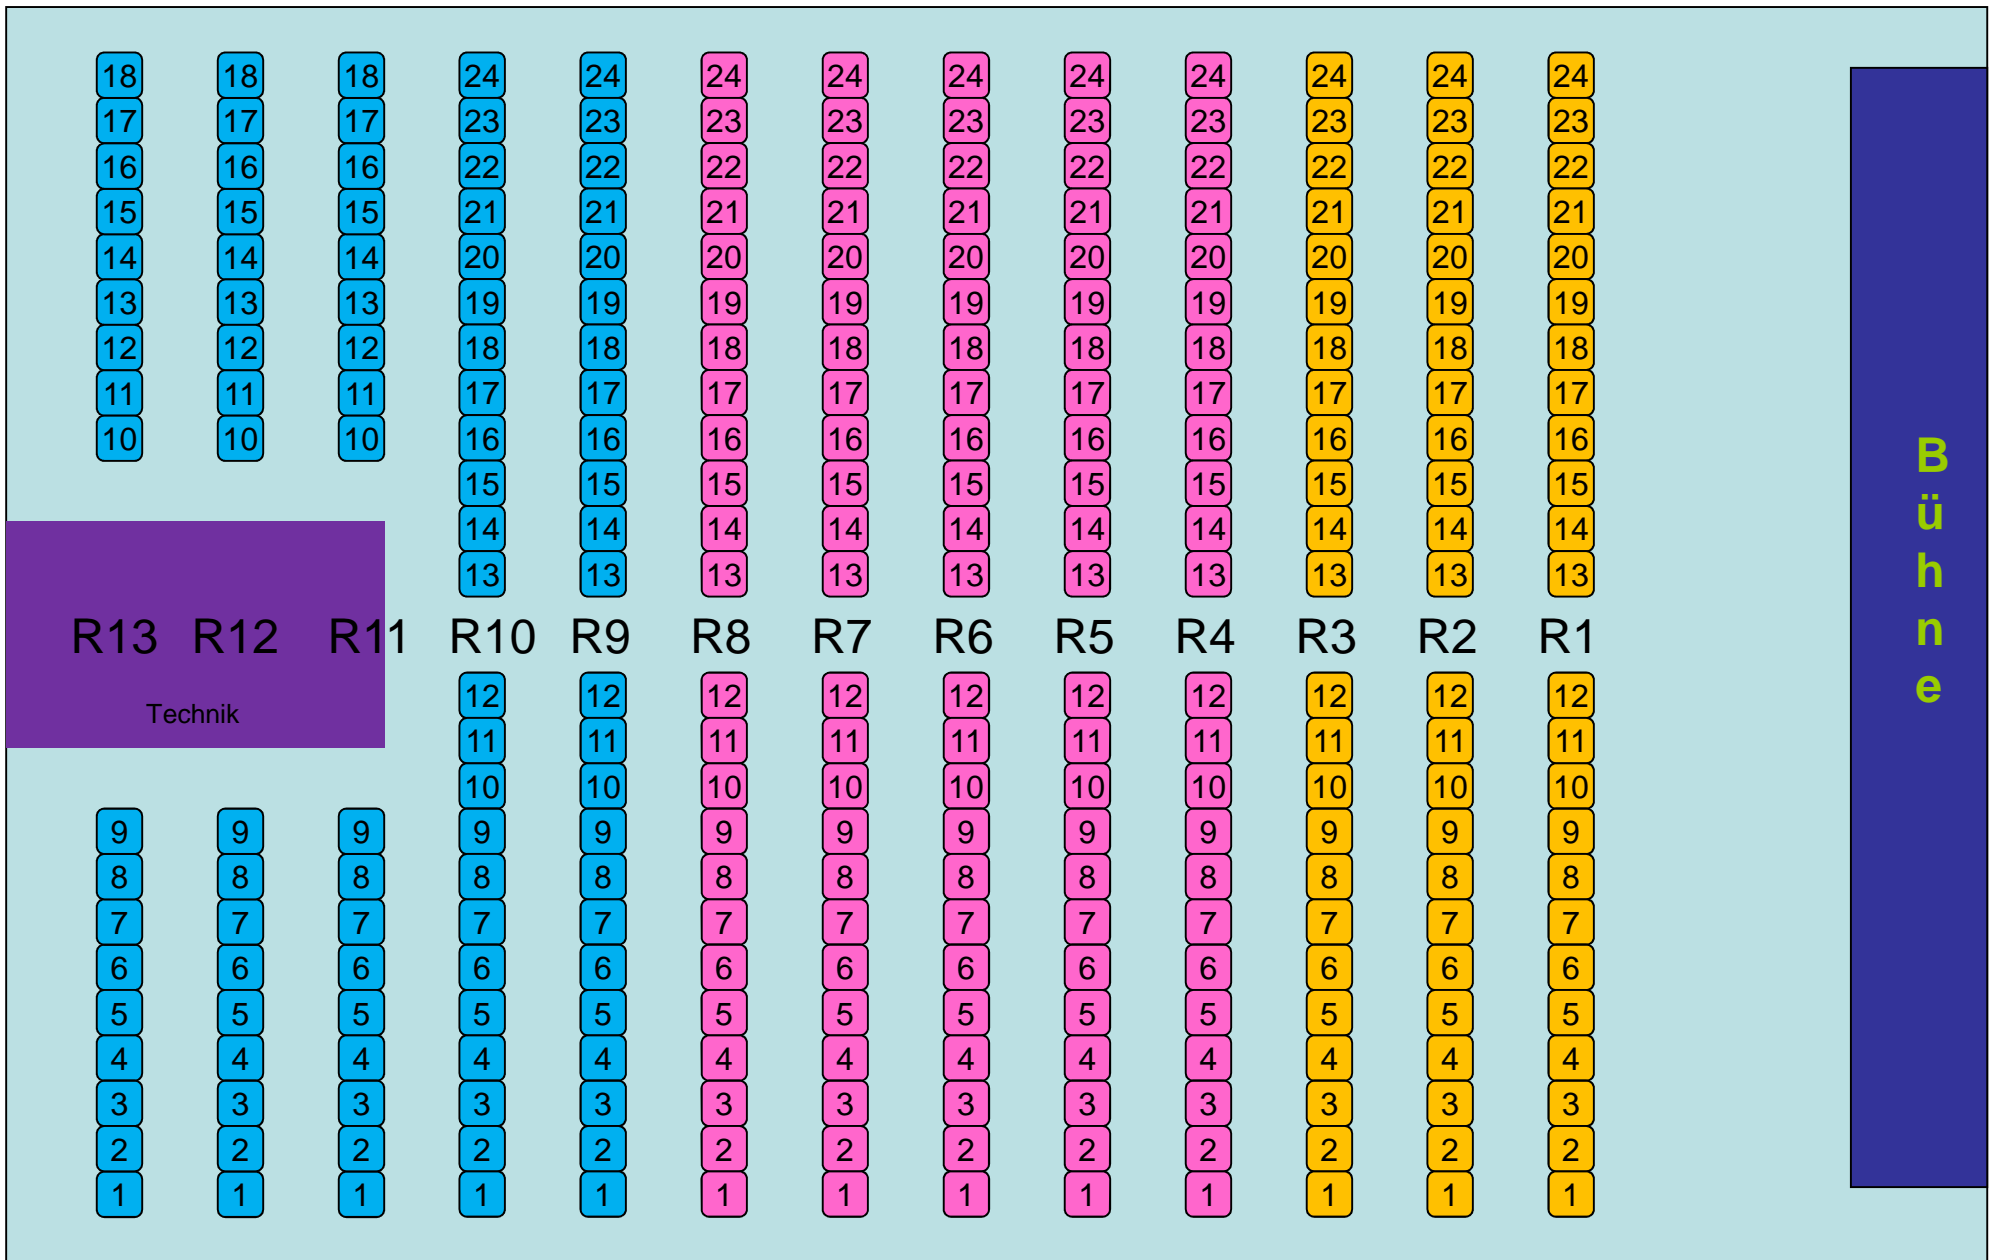 18 18 18 24 24 24 24 24 24 24 24 24 24
17 17 17 23 23 23 23 23 23 23 23 23 23
16 16 16 22 22 22 22 22 22 22 22 22 22
15 15 15 21 21 21 21 21 21 21 21 21 21
14 14 14 20 20 20 20 20 20 20 20 20 20
13 13 13 19 19 19 19 19 19 19 19 19 19
12 12 12 18 18 18 18 18 18 18 18 18 18
11 11 11 17 17 17 17 17 17 17 17 17 17
10 10 10 16 16 16 16 16 16 16 16 16 16
15 15 15 15 15 15 15 15 15 15
14 14 14 14 14 14 14 14 14 14
13 13 13 13 13 13 13 13 13 13
R13 R12 R11 R10 R9 R8 R7 R6 R5 R4 R3 R2 R1
12 12 12 12 12 12 12 12 12 12
Technik
11 11 11 11 11 11 11 11 11 11
10 10 10 10 10 10 10 10 10 10
9 9 9 9 9 9 9 9 9 9 9 9 9
8 8 8 8 8 8 8 8 8 8 8 8 8
7 7 7 7 7 7 7 7 7 7 7 7 7
6 6 6 6 6 6 6 6 6 6 6 6 6
5 5 5 5 5 5 5 5 5 5 5 5 5
4 4 4 4 4 4 4 4 4 4 4 4 4
3 3 3 3 3 3 3 3 3 3 3 3 3
2 2 2 2 2 2 2 2 2 2 2 2 2
1 1 1 1 1 1 1 1 1 1 1 1 1
Bühne